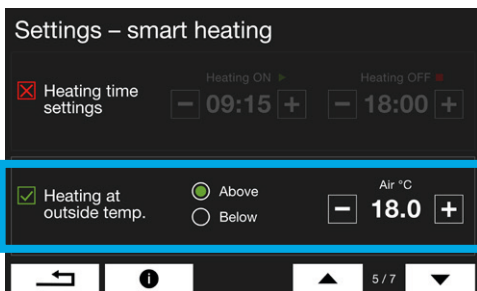 Settings – smart heating
Heating time
settings
Heating ON
09:15
Heating OFF
18:00
Heating at
outside temp.
Above
Below
Air °C
18.0
5/7